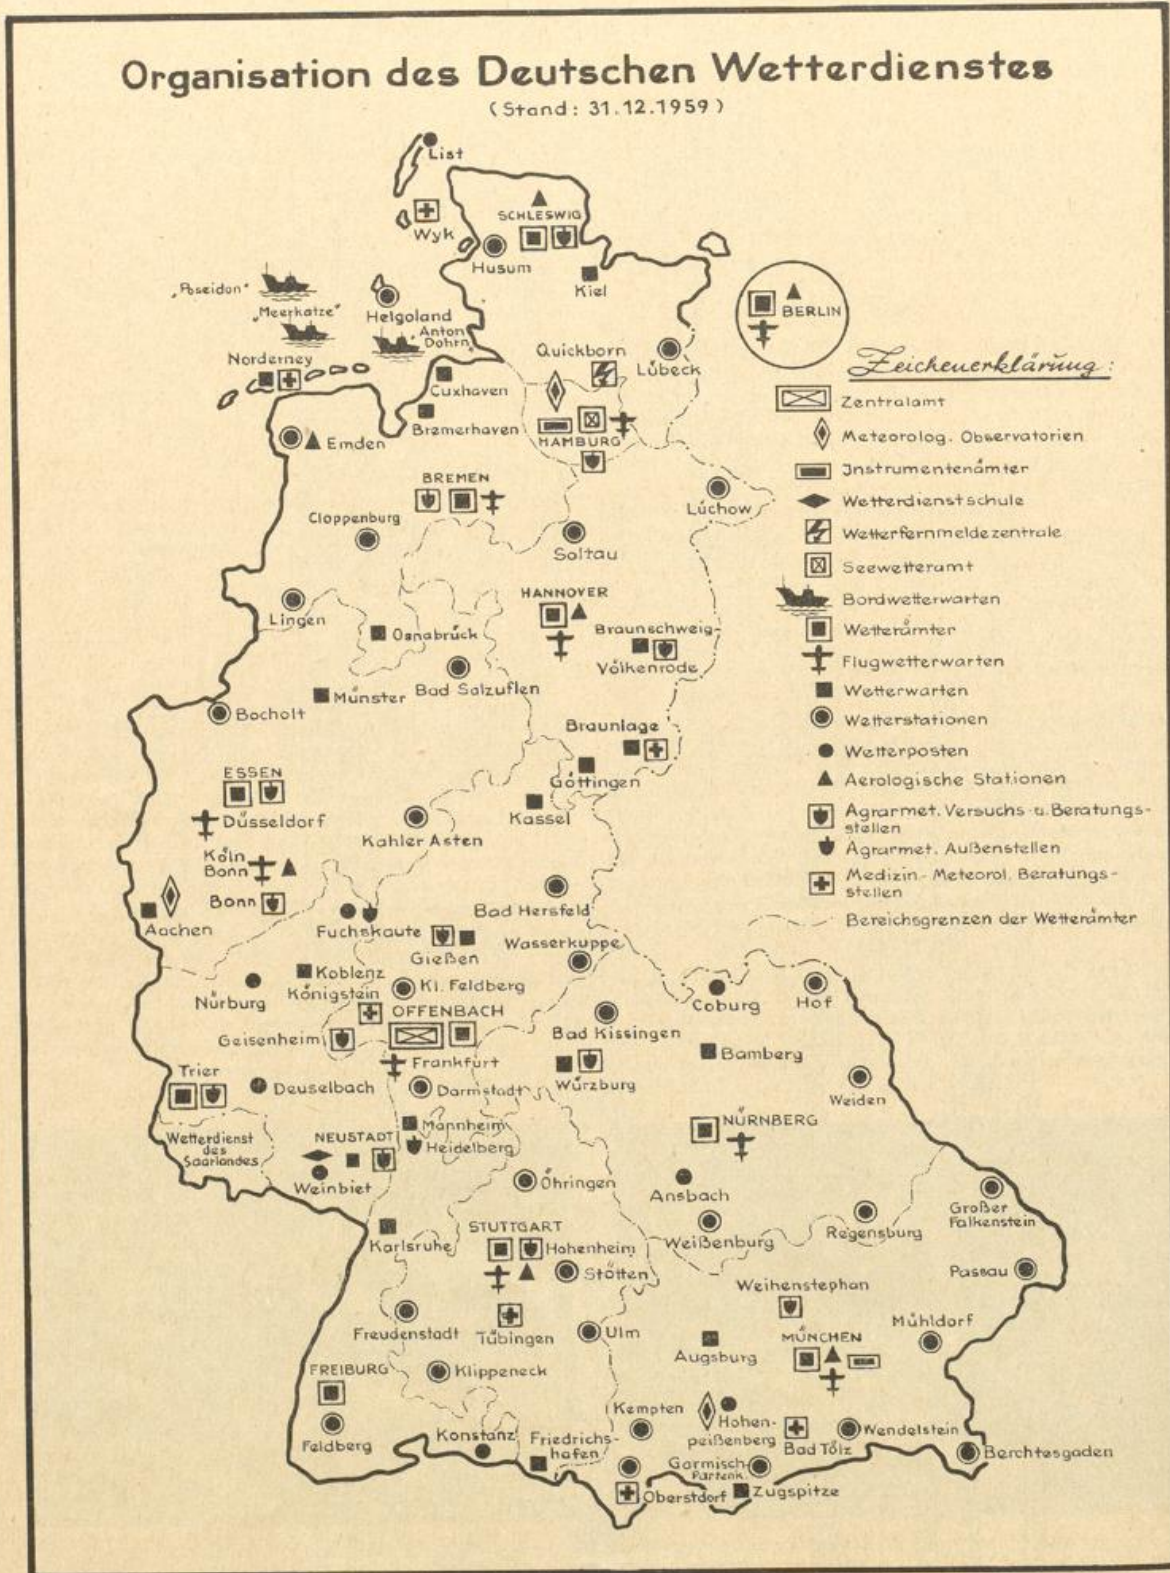 Organisation des Deutschen Wetterdienstes
(Stand: 31.12.1959)
List
Wyk
SCHLESWIG
Husum
Kiel
„Poseidon“
„Meerkatze“
Helgoland
„Anton
Dohrn“
Norderney
Cuxhaven
Bremerhaven
Quickborn
Lübeck
HAMBURG
BERLIN
Emden
BREMEN
Cloppenburg
Soltau
Lüchow
Lingen
Osnabrück
HANNOVER
Braunschweig-
Völkenrode
Bad Salzuflen
Münster
Bocholt
Braunlage
Göttingen
Kassel
ESSEN
Düsseldorf
Kahler Asten
Köln
Bonn
Bonn
Aachen
Fuchskaute
Gießen
Bad Hersfeld
Wasserkuppe
Nürburg
Koblenz
Königstein
Kl. Feldberg
OFFENBACH
Geisenheim
Frankfurt
Bad Kissingen
Coburg
Hof
Bamberg
Würzburg
Trier
Deuselbach
Darmstadt
Weiden
Wetterdienst
des
Saarlandes
NEUSTADT
Weinbiet
Mannheim
Heidelberg
NÜRNBERG
Öhringen
Ansbach
Großer
Falkenstein
Karlsruhe
STUTTGART
Hohenheim
Stötten
Weißenburg
Regensburg
Passau
Weihenstephan
Freudenstadt
Tübingen
Ulm
Augsburg
MÜNCHEN
Mühldorf
FREIBURG
Klippeneck
Feldberg
Konstanz
Friedrichs-
hafen
Kempten
Hohen-
peißenberg
Bad Tölz
Wendelstein
Berchtesgaden
Garmisch
Partenk.
Oberstdorf
Zugspitze
Zeichenerklärung:
Zentralamt
Meteorolog. Observatorien
Instrumentenämter
Wetterdienstschule
Wetterfernmeldezentrale
Seewetteramt
Bordwetterwarten
Wetterämter
Flugwetterwarten
Wetterwarten
Wetterstationen
Wetterposten
Aerologische Stationen
Agrarmet. Versuchs- u. Beratungs-
stellen
Agrarmet. Außenstellen
Medizin.- Meteorol. Beratungs-
stellen
Bereichsgrenzen der Wetterämter